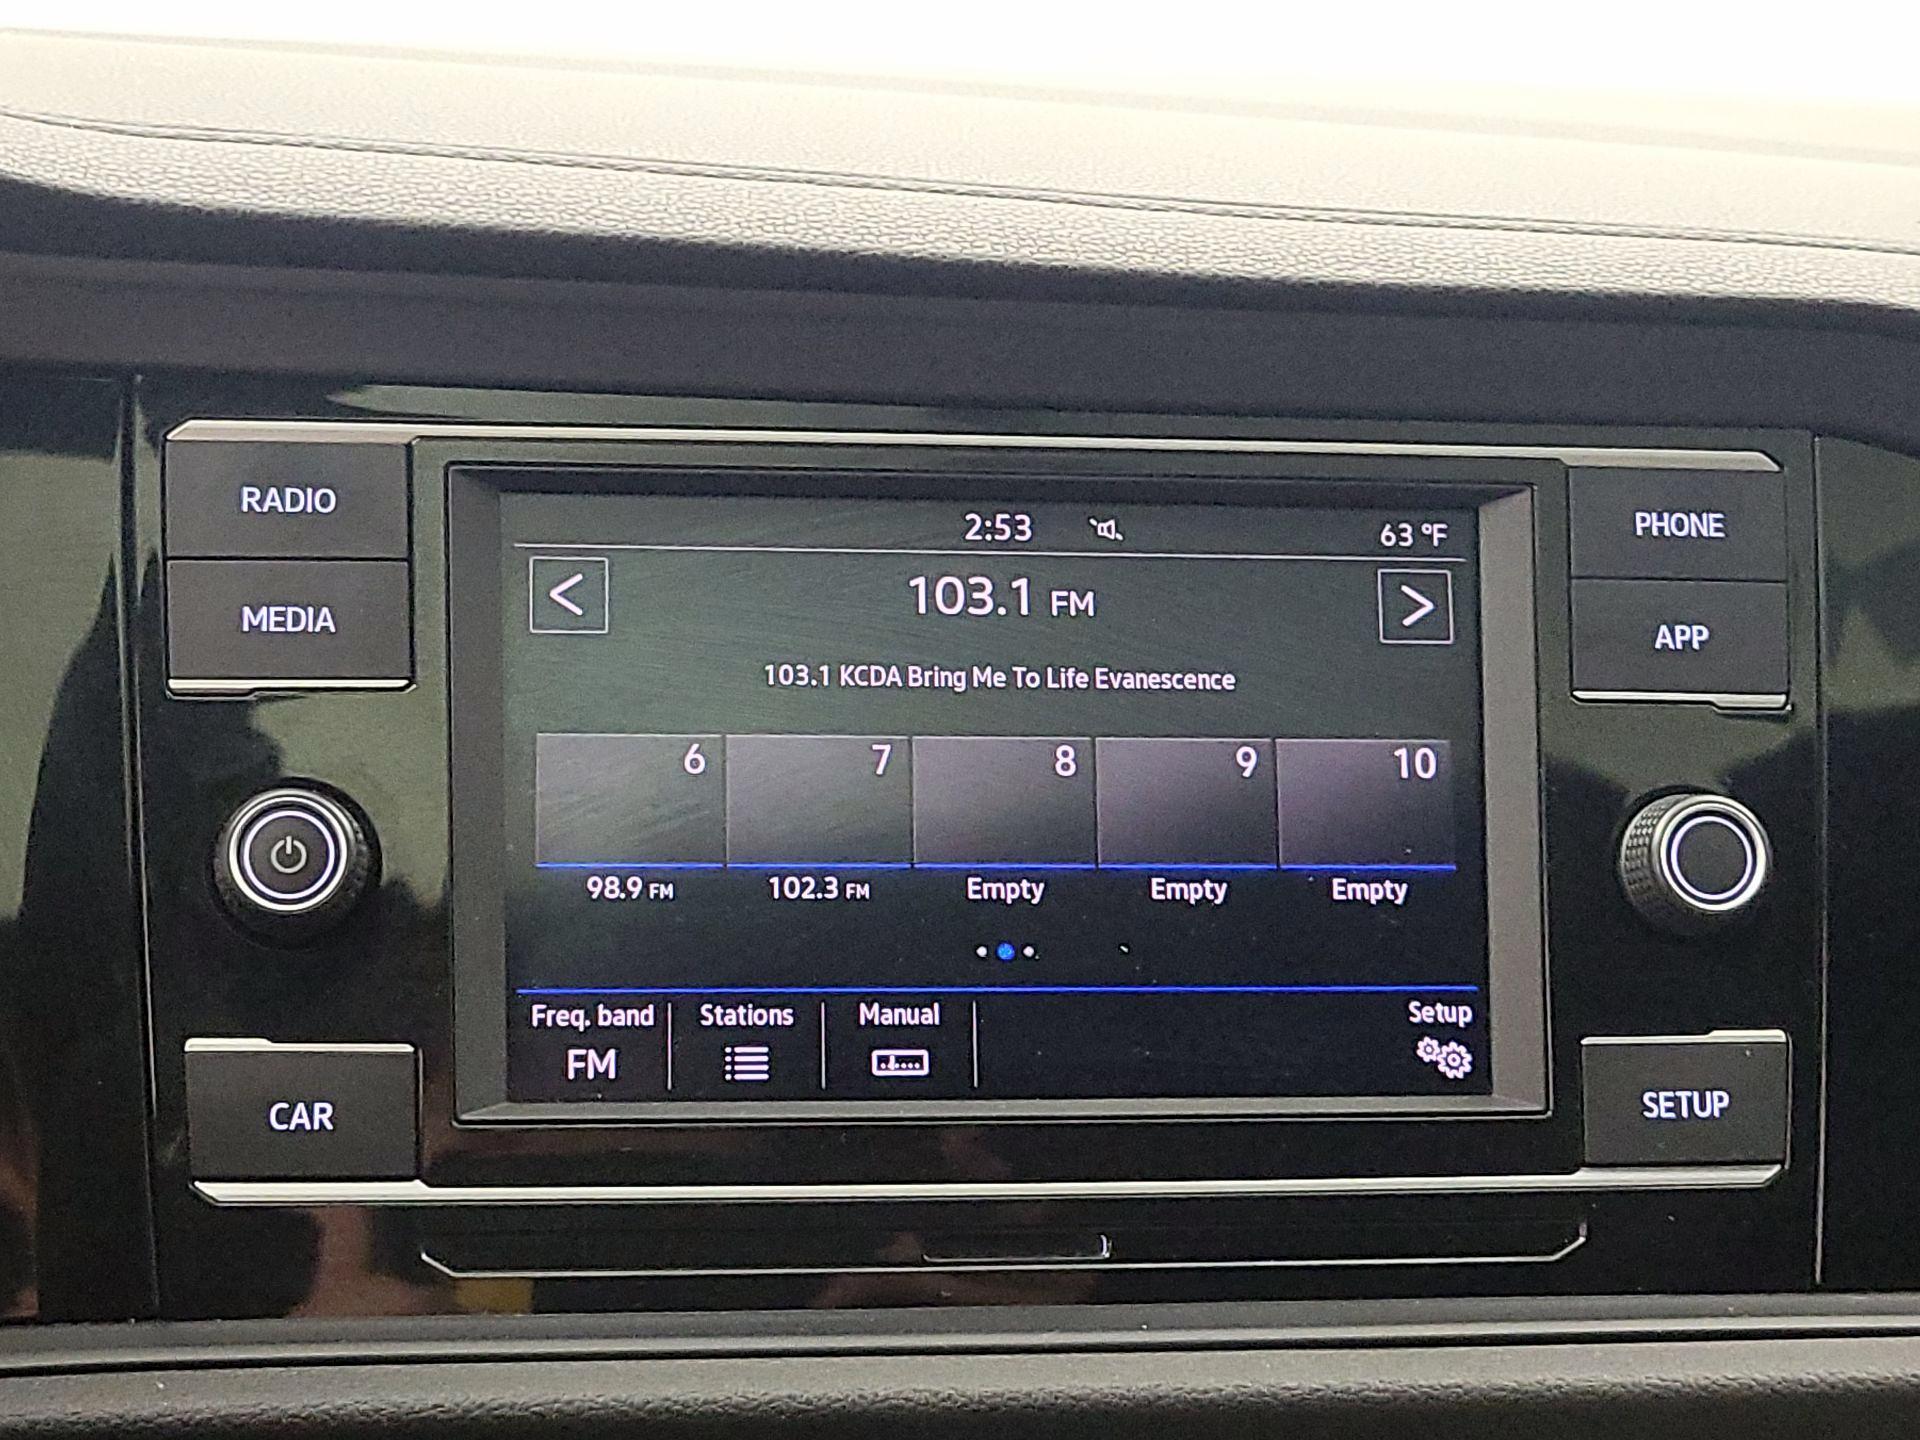 RADIO
MEDIA
CAR
2:53
63 °F
< 103.1 FM >
103.1 KCDA Bring Me To Life Evanescence
6 7 8 9 10
98.9 FM 102.3 FM Empty Empty Empty
Freq. band Stations Manual Setup
FM
PHONE
APP
SETUP